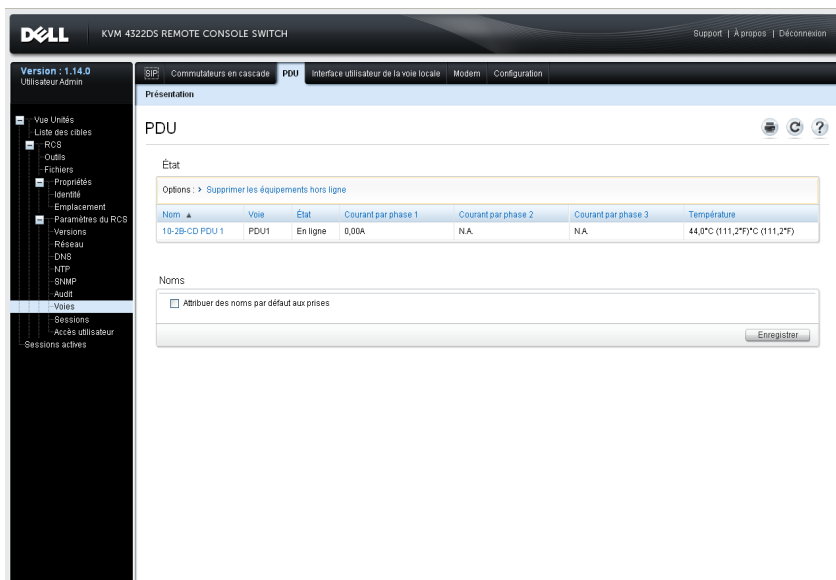 DELL
KVM 4322DS REMOTE CONSOLE SWITCH
Support | À propos | Déconnexion
Version : 1.14.0
Utilisateur Admin
SIP Commutateurs en cascade PDU Interface utilisateur de la voie locale Modem Configuration
Présentation
Vue Unités
Liste des cibles
RCS
Outils
Fichiers
Propriétés
Identité
Emplacement
Paramètres du RCS
Versions
Réseau
DNS
NTP
SNMP
Audit
Voies
Sessions
Accès utilisateur
Sessions actives
PDU
?
État
Options : > Supprimer les équipements hors ligne
Nom ▲ Voie État Courant par phase 1 Courant par phase 2 Courant par phase 3 Température
10-2B-CD PDU 1 PDU1 En ligne 0,00A N.A. N.A. 44,0°C (111,2°F)°C (111,2°F)
Noms
Attribuer des noms par défaut aux prises
Enregistrer